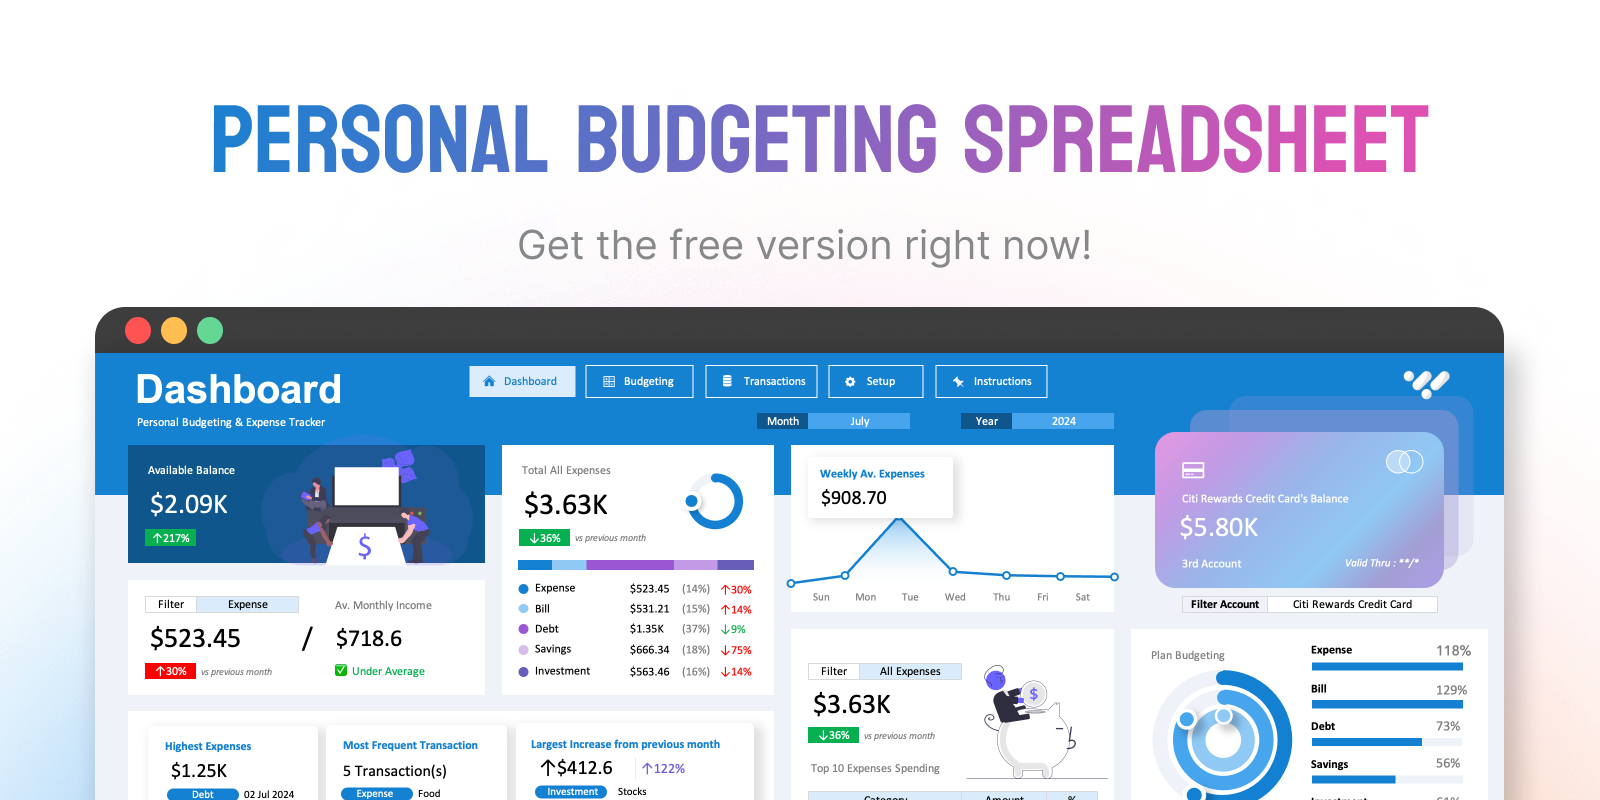 PERSONAL BUDGETING SPREADSHEET
Get the free version right now!
Dashboard
Personal Budgeting & Expense Tracker
Dashboard
Budgeting
Transactions
Setup
Instructions
Month July
Year 2024
Available Balance
$2.09K
↑217%
Filter Expense
$523.45
↑30% vs previous month
/
Av. Monthly Income
$718.6
✅ Under Average
Total All Expenses
$3.63K
↓36% vs previous month
Expense $523.45 (14%) ↑30%
Bill $531.21 (15%) ↑14%
Debt $1.35K (37%) ↓9%
Savings $666.34 (18%) ↓75%
Investment $563.46 (16%) ↓14%
Weekly Av. Expenses
$908.70
Sun Mon Tue Wed Thu Fri Sat
Citi Rewards Credit Card's Balance
$5.80K
3rd Account
Valid Thru : **/*
Filter Account Citi Rewards Credit Card
Highest Expenses
$1.25K
Debt 02 Jul 2024
Most Frequent Transaction
5 Transaction(s)
Expense Food
Largest Increase from previous month
↑$412.6 ↑122%
Investment Stocks
Filter All Expenses
$3.63K
↓36% vs previous month
$
Top 10 Expenses Spending
Category Amount %
Plan Budgeting
Expense 118%
Bill 129%
Debt 73%
Savings 56%